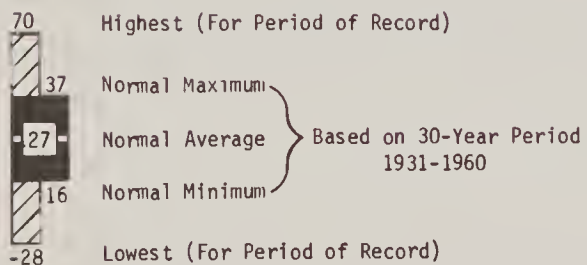 70 Highest (For Period of Record)
37 Normal Maximum
27 Normal Average Based on 30-Year Period
1931-1960
16 Normal Minimum
-28 Lowest (For Period of Record)